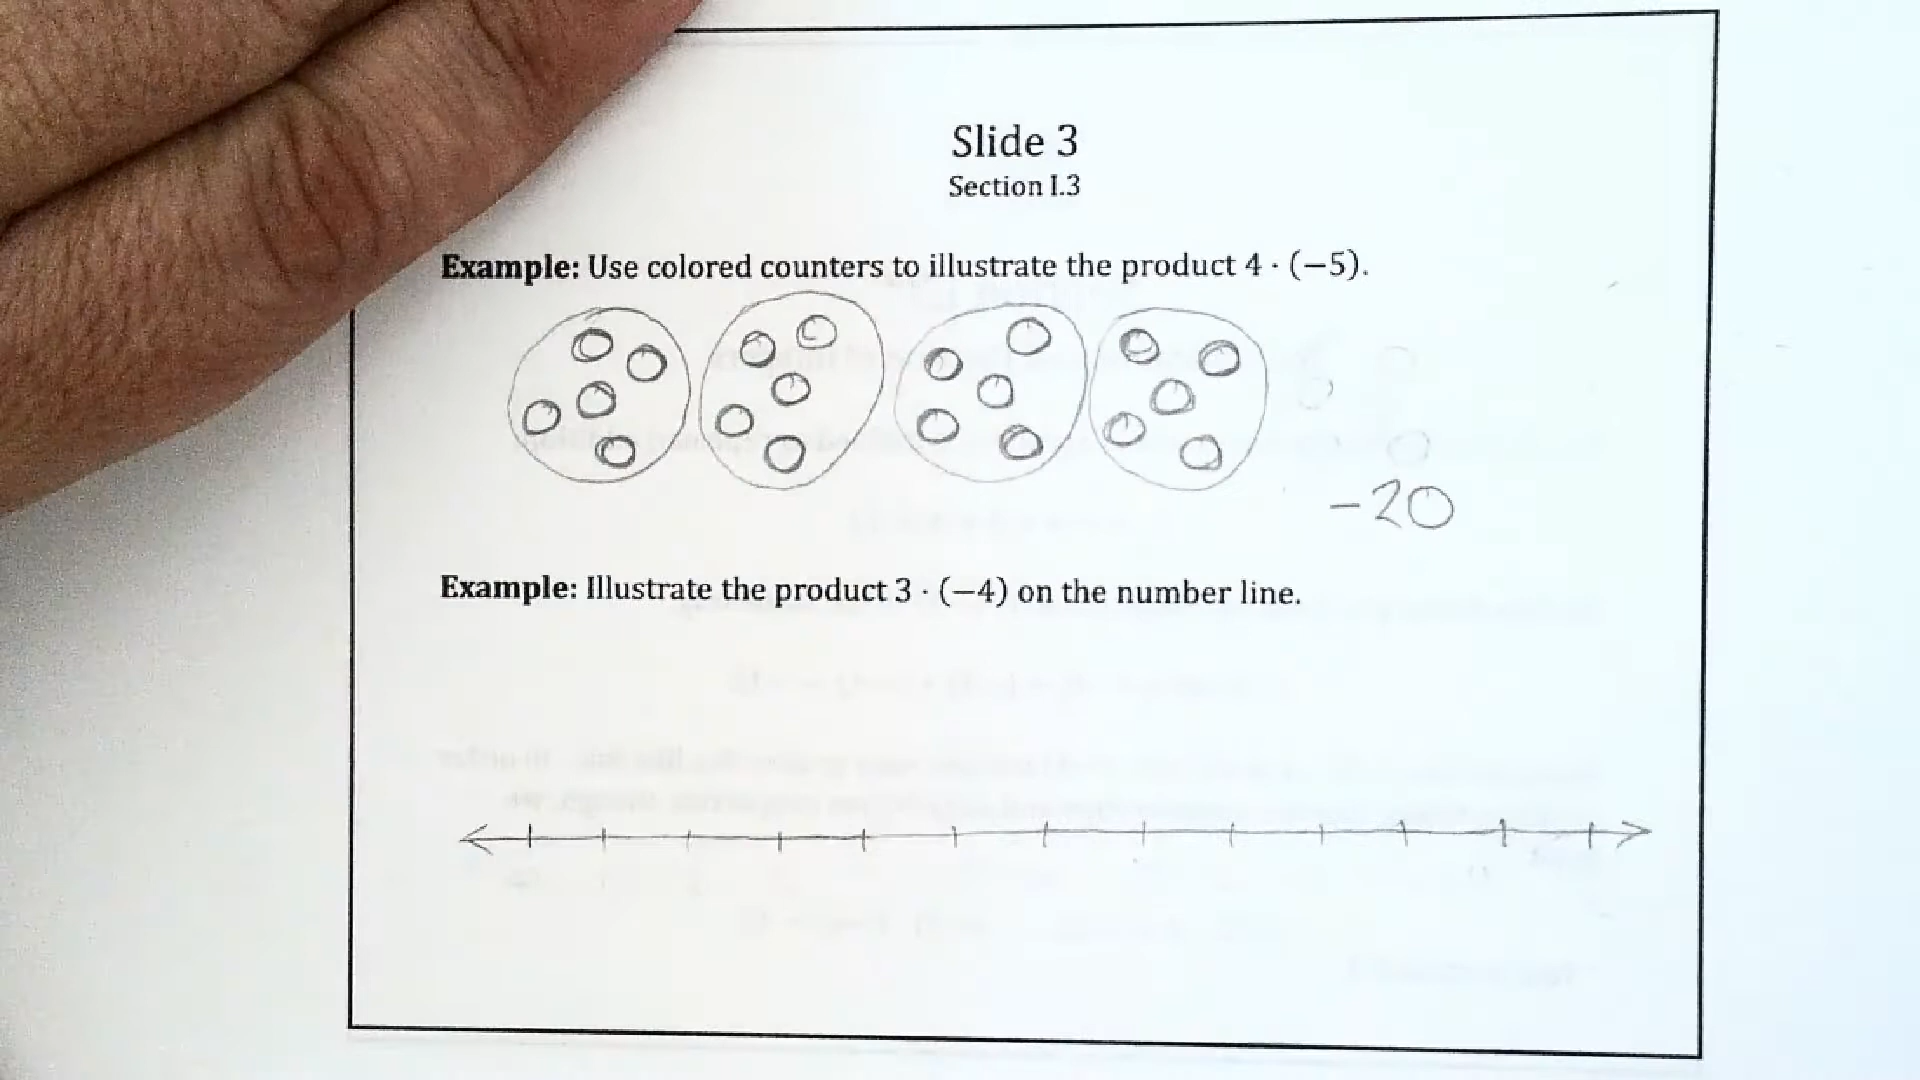 Slide 3
Section I.3
Example: Use colored counters to illustrate the product 4 · (−5).
−20
Example: Illustrate the product 3 · (−4) on the number line.